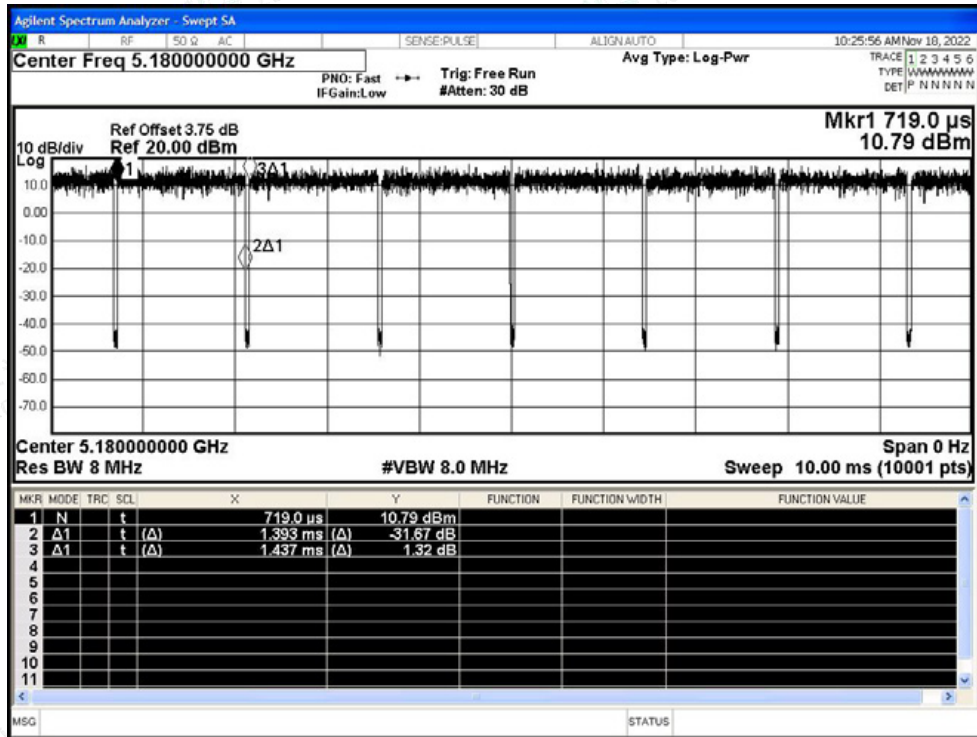 Agilent Spectrum Analyzer - Swept SA
R RF 50 Ω AC SENSE:PULSE ALIGN AUTO 10:25:56 AM Nov 18, 2022
Center Freq 5.180000000 GHz Avg Type: Log-Pwr TRACE 1 2 3 4 5 6
PNO: Fast Trig: Free Run TYPE WWWWWW
IFGain:Low #Atten: 30 dB DET P N N N N N
Mkr1 719.0 µs
Ref Offset 3.75 dB
10 dB/div Ref 20.00 dBm 10.79 dBm
Log
1 3Δ1
10.0
0.00
-10.0
2Δ1
-20.0
-30.0
-40.0
-50.0
-60.0
-70.0
Center 5.180000000 GHz Span 0 Hz
Res BW 8 MHz #VBW 8.0 MHz Sweep 10.00 ms (10001 pts)
MKR MODE TRC SCL X Y FUNCTION FUNCTION WIDTH FUNCTION VALUE
1 N t 719.0 µs 10.79 dBm
2 Δ1 t (Δ) 1.393 ms (Δ) -31.67 dB
3 Δ1 t (Δ) 1.437 ms (Δ) 1.32 dB
4
5
6
7
8
9
10
11
MSG STATUS